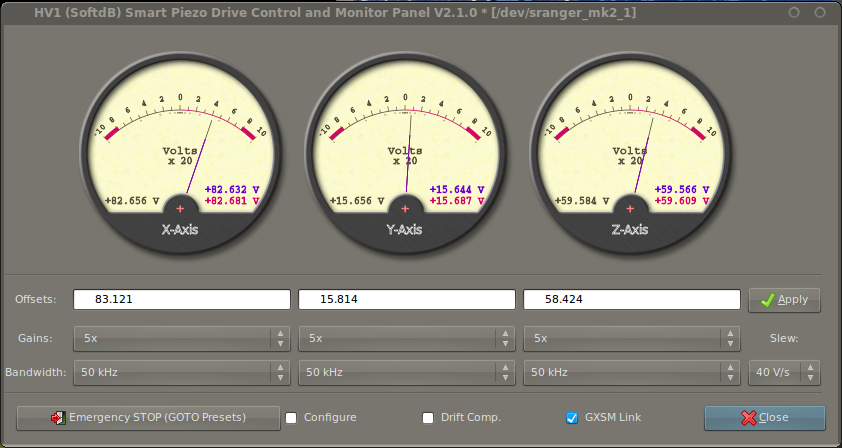 HV1 (SoftdB) Smart Piezo Drive Control and Monitor Panel V2.1.0 * [/dev/sranger_mk2_1]
-10 8 6 4 2 0 2 4 6 8 10
Volts
x 20
+82.632 V
+82.656 V
+82.681 V
X-Axis
-10 8 6 4 2 0 2 4 6 8 10
Volts
x 20
+15.644 V
+15.656 V
+15.687 V
Y-Axis
-10 8 6 4 2 0 2 4 6 8 10
Volts
x 20
+59.566 V
+59.584 V
+59.609 V
Z-Axis
Offsets: 83.121 15.814 58.424 Apply
Gains: 5x 5x 5x Slew:
Bandwidth: 50 kHz 50 kHz 50 kHz 40 V/s
Emergency STOP (GOTO Presets) Configure Drift Comp. GXSM Link Close